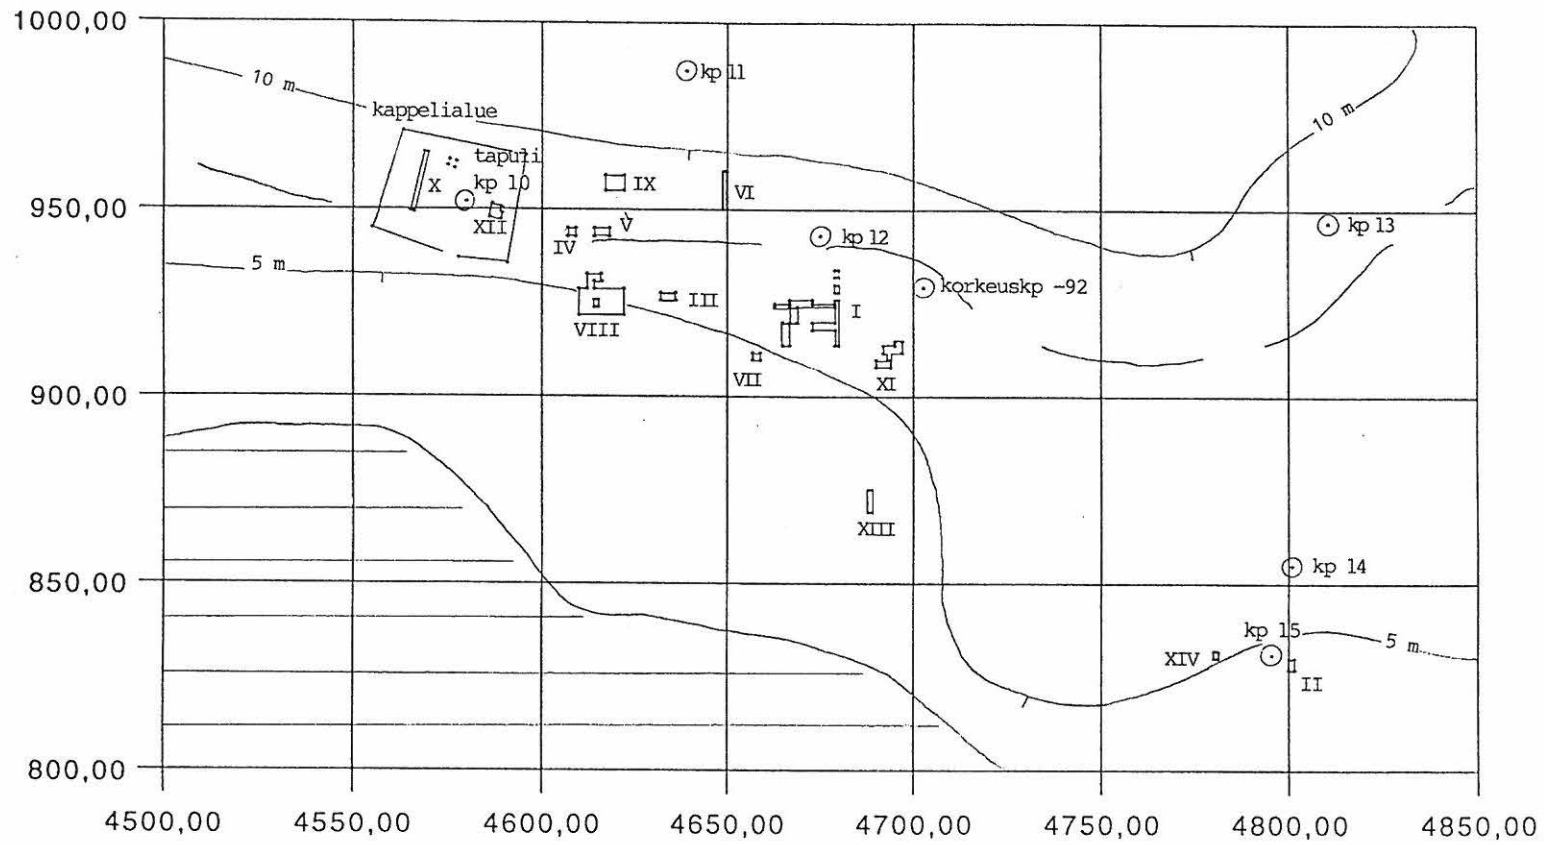 1000,00
kp 11
10 m
10 m
kappelialue
tapuli
X
kp 10
IX
VI
950,00
XII
IV
V
kp 12
kp 13
5 m
korkeuskp -92
III
I
VIII
VII
XI
900,00
XIII
850,00
kp 14
kp 15
XIV
5 m
II
800,00
4500,00 4550,00 4600,00 4650,00 4700,00 4750,00 4800,00 4850,00